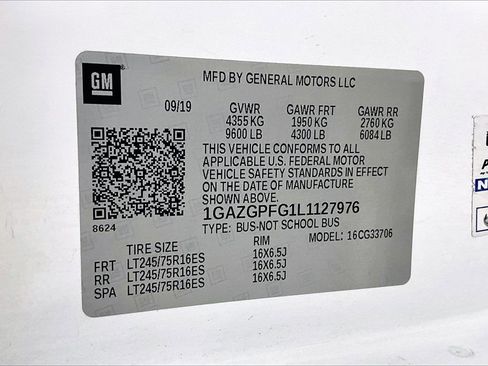 GM
MFD BY GENERAL MOTORS LLC
09/19 GVWR GAWR FRT GAWR RR
4355 KG 1950 KG 2760 KG
9600 LB 4300 LB 6084 LB
THIS VEHICLE CONFORMS TO ALL
APPLICABLE U.S. FEDERAL MOTOR
VEHICLE SAFETY STANDARDS IN EFFECT
ON THE DATE OF MANUFACTURE
1GAZGPFG1L1127976
8624
TYPE: BUS-NOT SCHOOL BUS
TIRE SIZE RIM MODEL: 16CG33706
FRT LT245/75R16ES 16X6.5J
RR LT245/75R16ES 16X6.5J
SPA LT245/75R16ES 16X6.5J